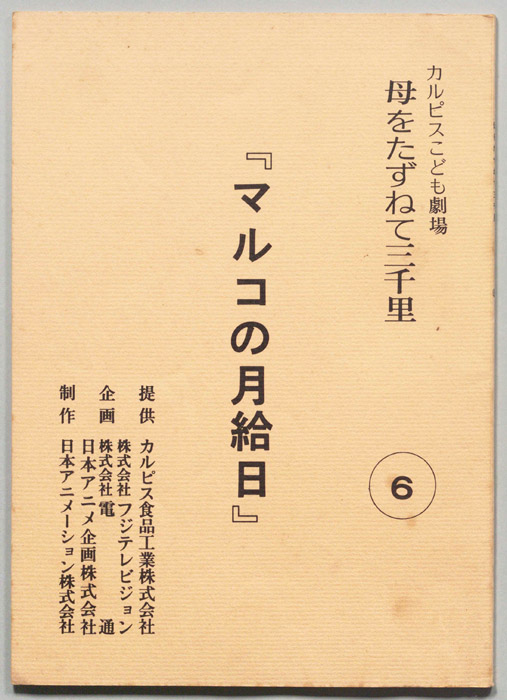 カルピスこども劇場
母をたずねて三千里
6
『マルコの月給日』
提供 カルピス食品工業株式会社
株式会社フジテレビジョン
企画 株式会社電通
日本アニメ企画株式会社
制作 日本アニメーション株式会社